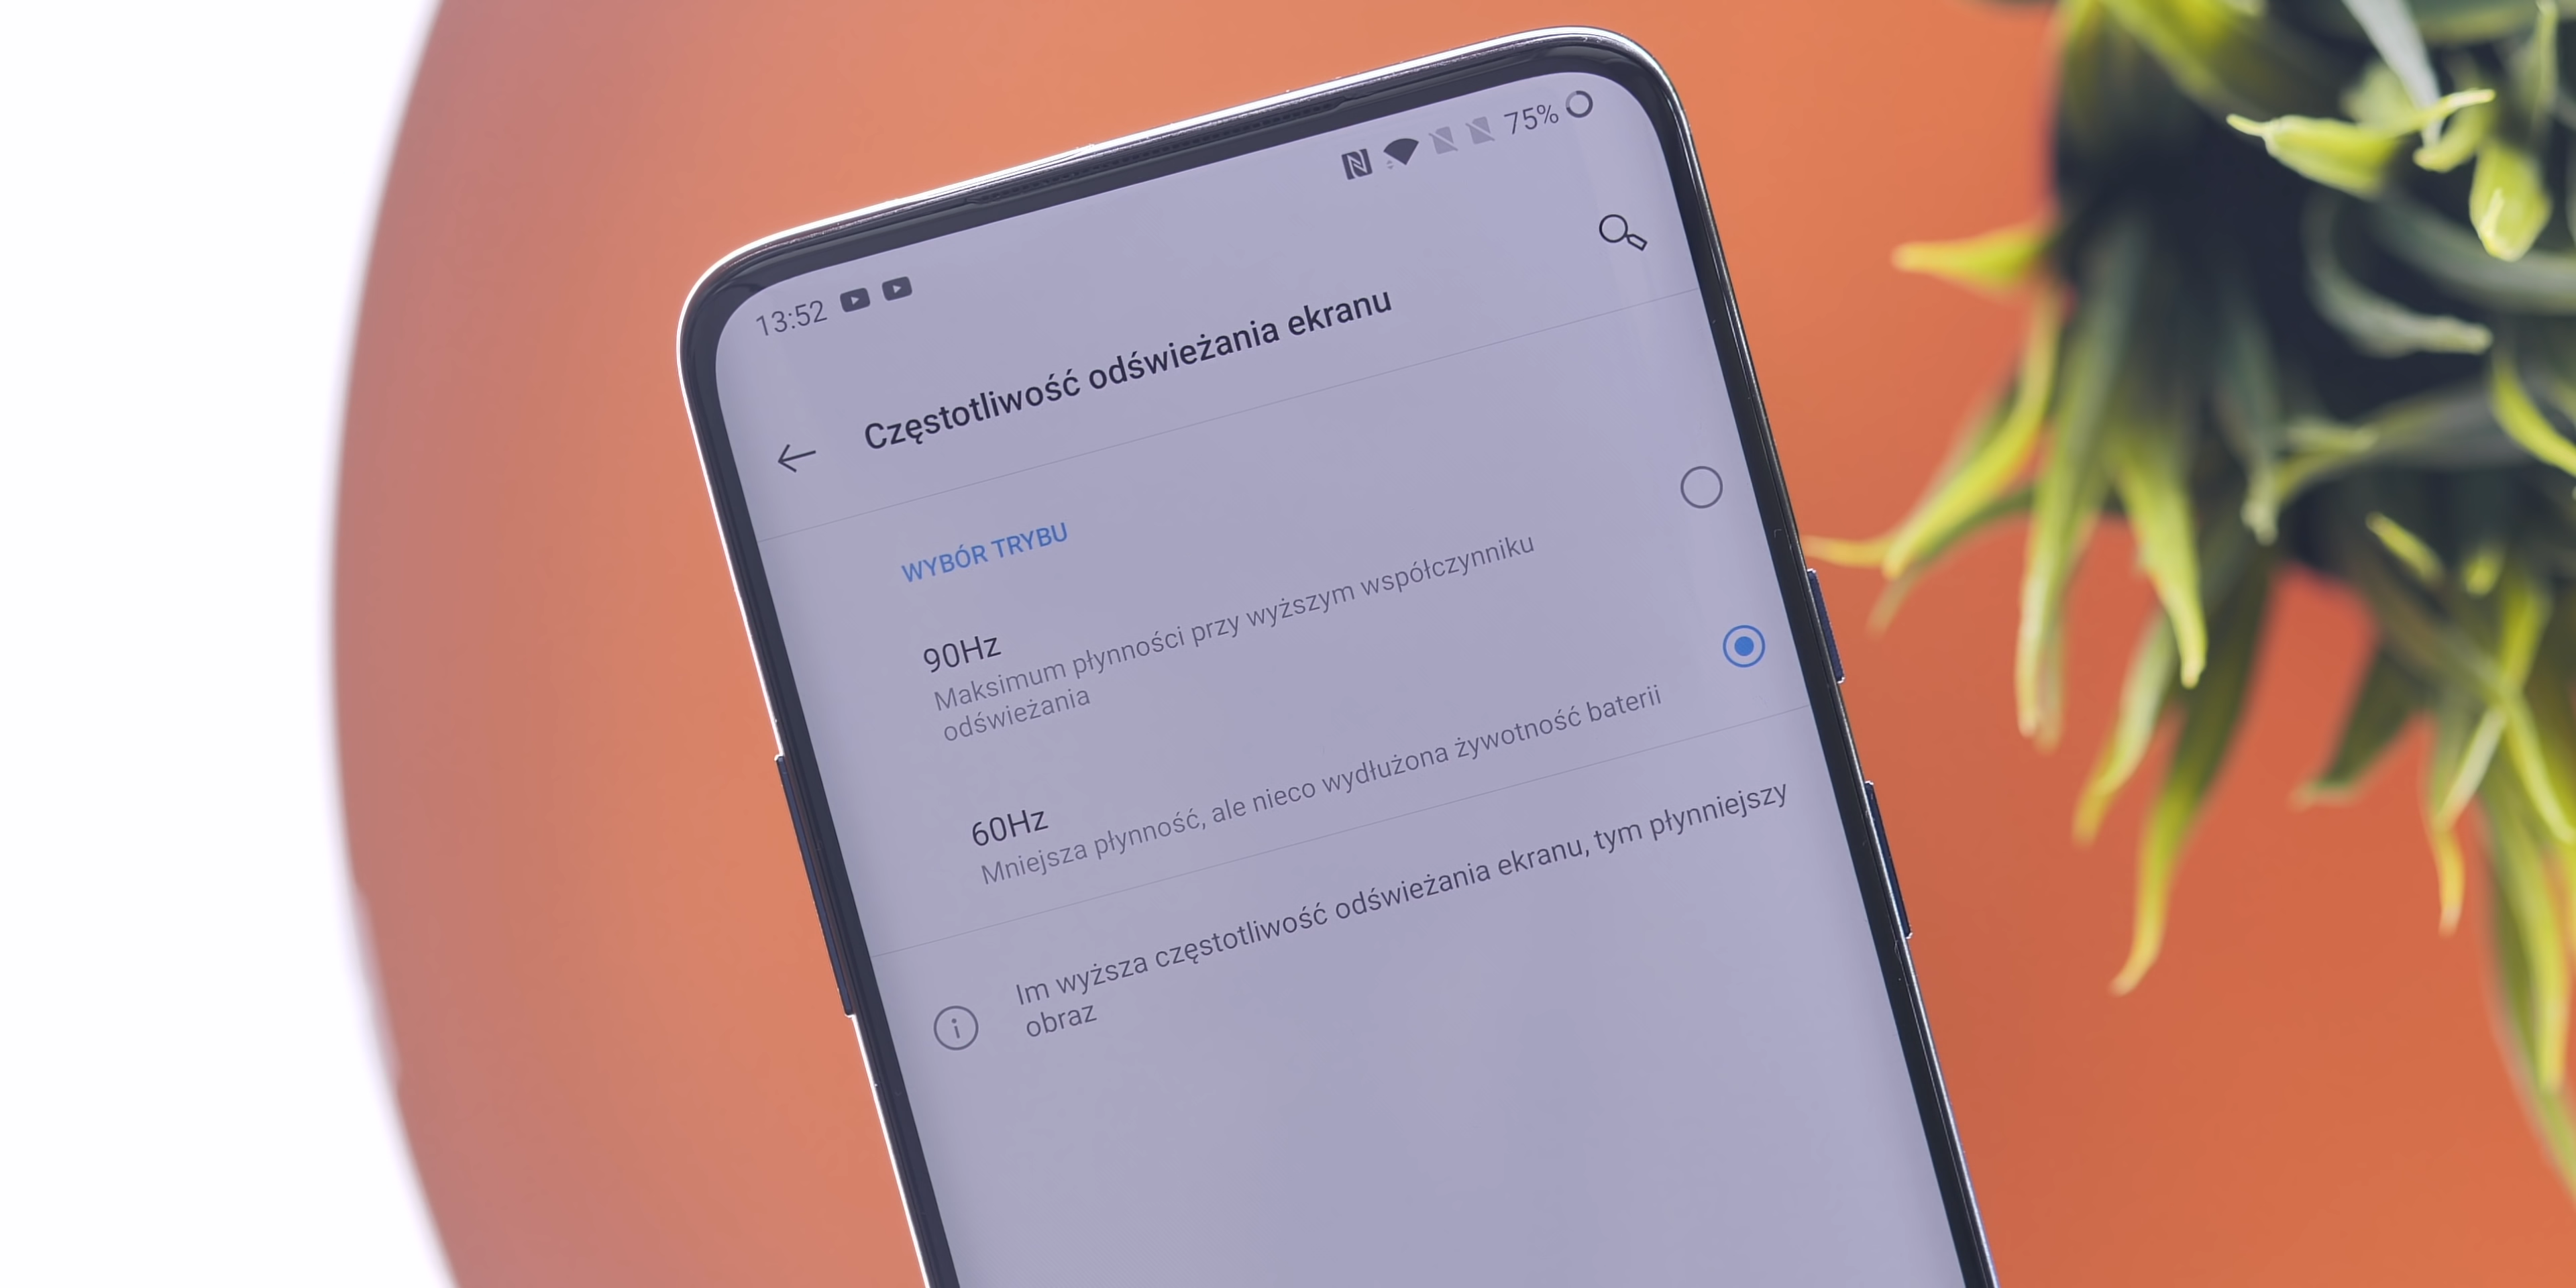 13:52
75%
Częstotliwość odświeżania ekranu
WYBÓR TRYBU
90Hz
Maksimum płynności przy wyższym współczynniku
odświeżania
60Hz
Mniejsza płynność, ale nieco wydłużona żywotność baterii
Im wyższa częstotliwość odświeżania ekranu, tym płynniejszy
obraz